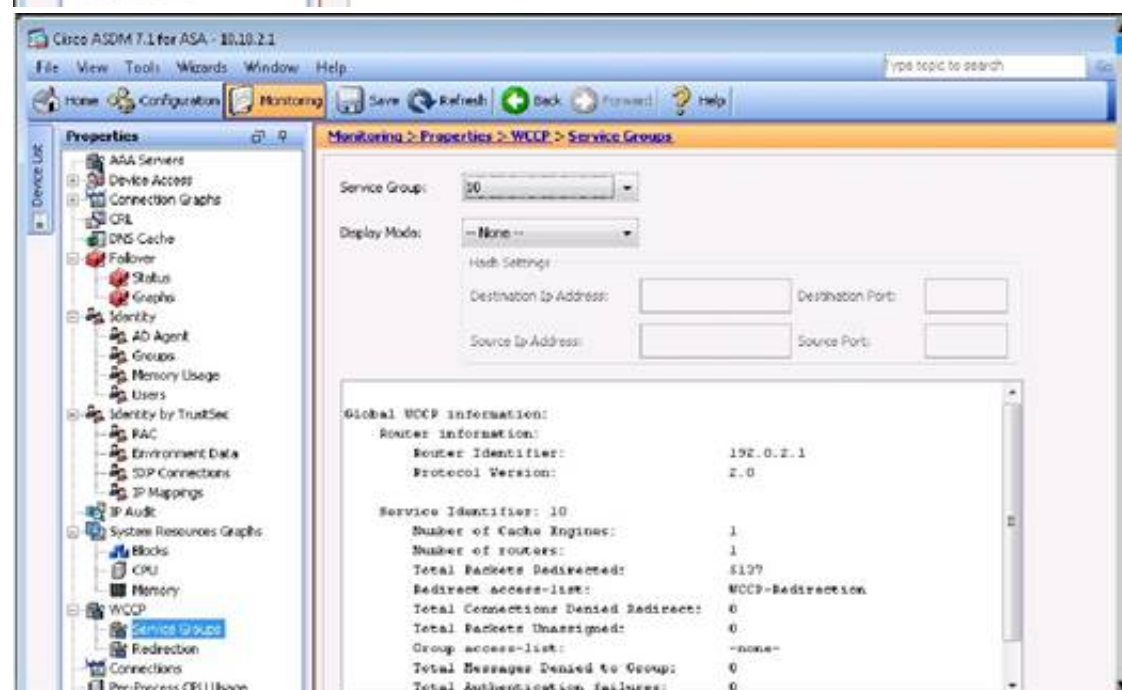 Cisco ASDM 7.1 for ASA - 10.10.2.1
File View Tools Wizards Window Help
Type topic to search
Go
Home Configuration Monitoring Save Refresh Back Forward Help
Device List
Properties
Monitoring > Properties > WCCP > Service Groups
AAA Servers
Device Access
Connection Graphs
CRL
DNS Cache
Failover
Status
Graphs
Identity
AD Agent
Groups
Memory Usage
Users
Identity by TrustSec
PAC
Environment Data
SXP Connections
IP Mappings
IP Audit
System Resources Graphs
Blocks
CPU
Memory
WCCP
Service Groups
Redirection
Connections
Per-Process CPU Usage
Service Group: 10
Display Mode: -- None --
Hash Settings
Destination Ip Address: Destination Port:
Source Ip Address: Source Port:
Global WCCP information:
Router information:
Router Identifier: 192.0.2.1
Protocol Version: 2.0
Service Identifier: 10
Number of Cache Engines: 1
Number of routers: 1
Total Packets Redirected: 5137
Redirect access-list: WCCP-Redirection
Total Connections Denied Redirect: 0
Total Packets Unassigned: 0
Group access-list: -none-
Total Messages Denied to Group: 0
Total Authentication failures: 0